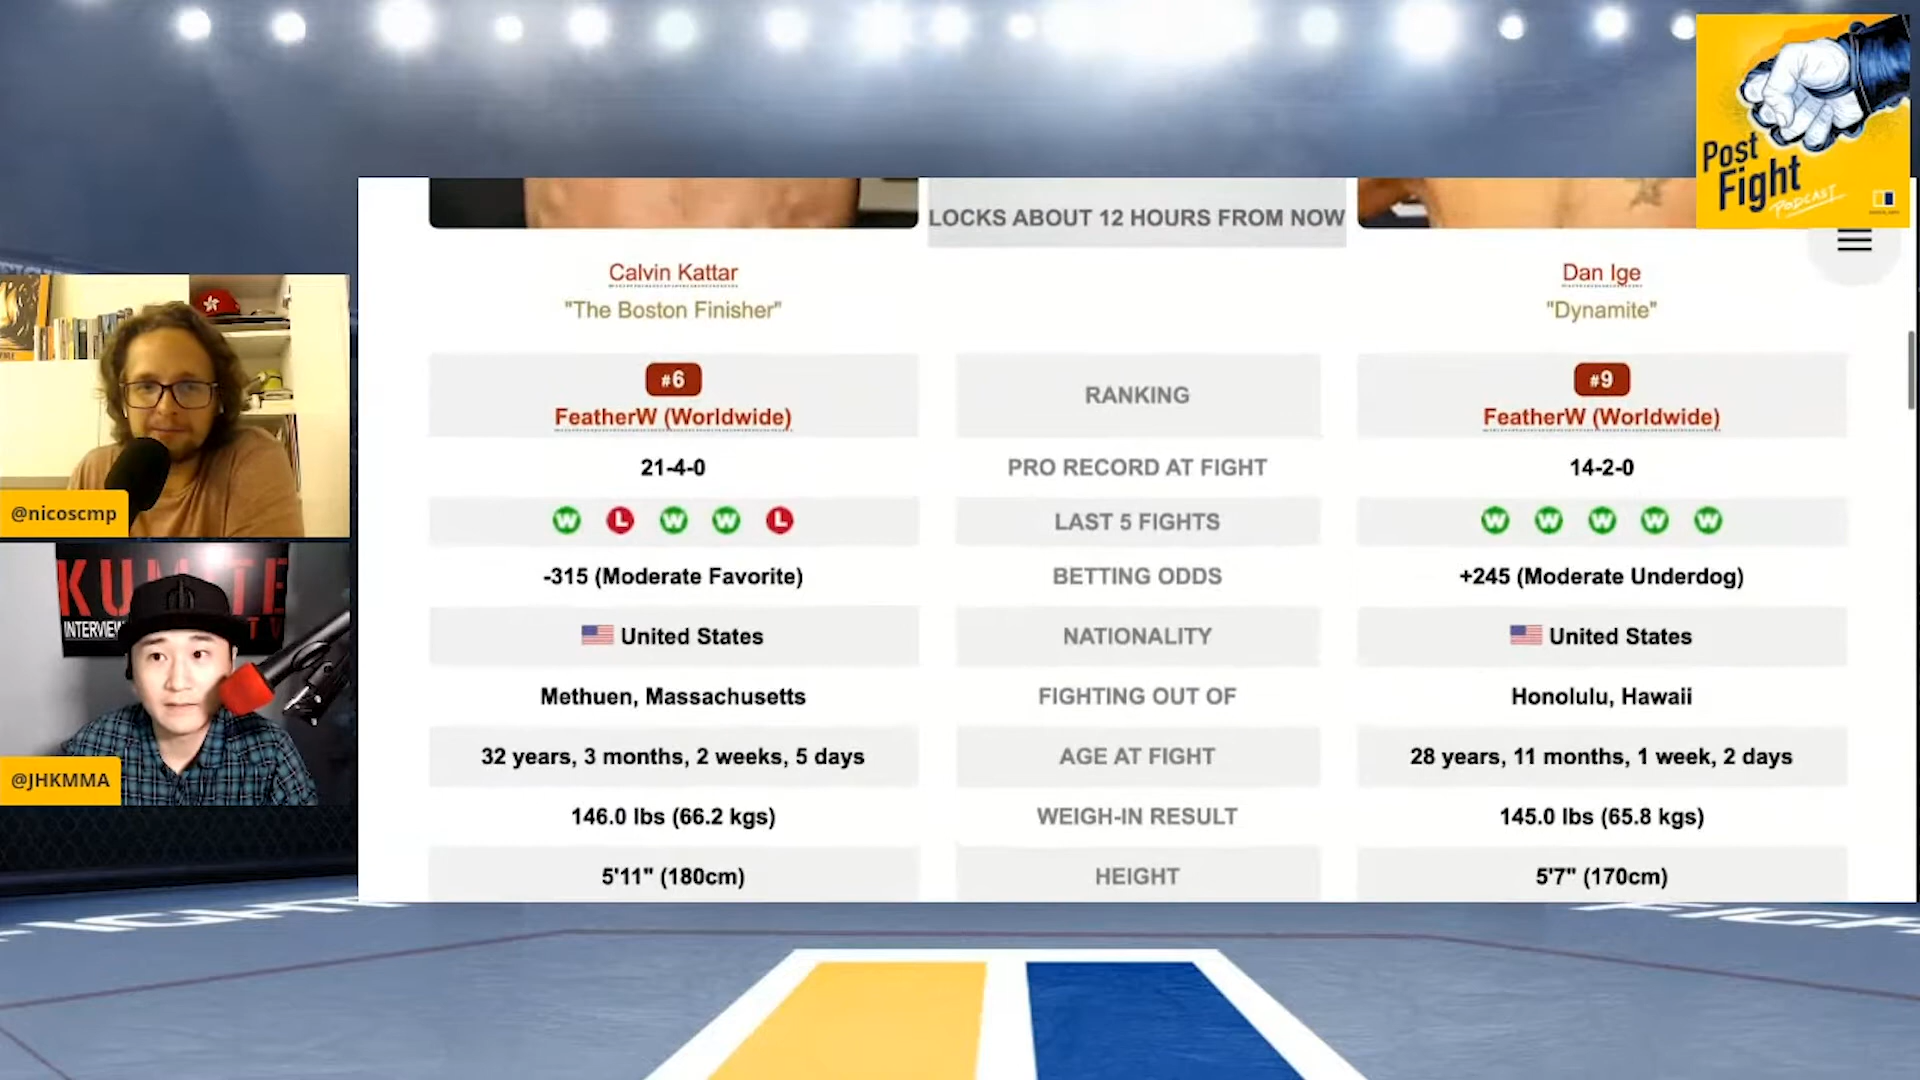 Post
Fight
PODCAST
LOCKS ABOUT 12 HOURS FROM NOW
Calvin Kattar
Dan Ige
"The Boston Finisher"
"Dynamite"
#6
RANKING
#9
FeatherW (Worldwide)
FeatherW (Worldwide)
21-4-0
PRO RECORD AT FIGHT
14-2-0
W L W W L
LAST 5 FIGHTS
W W W W W
-315 (Moderate Favorite)
BETTING ODDS
+245 (Moderate Underdog)
United States
NATIONALITY
United States
Methuen, Massachusetts
FIGHTING OUT OF
Honolulu, Hawaii
32 years, 3 months, 2 weeks, 5 days
AGE AT FIGHT
28 years, 11 months, 1 week, 2 days
146.0 lbs (66.2 kgs)
WEIGH-IN RESULT
145.0 lbs (65.8 kgs)
5'11" (180cm)
HEIGHT
5'7" (170cm)
@nicoscmp
INTERVIEW
TV
@JHKMMA